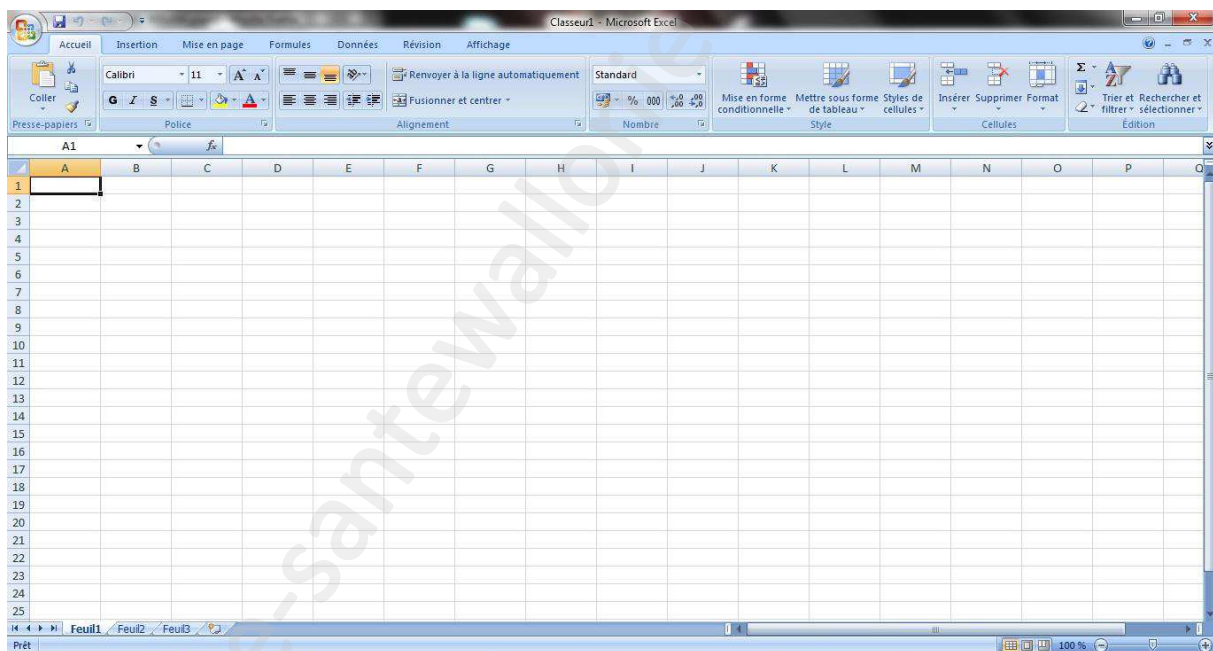 Classeur1 - Microsoft Excel
Accueil Insertion Mise en page Formules Données Révision Affichage
Coller
Calibri 11 A A
G I S A
Renvoyer à la ligne automatiquement
Fusionner et centrer
Standard
% 000 ,00 ,00
Mise en forme conditionnelle
Mettre sous forme de tableau
Styles de cellules
Insérer Supprimer Format
Σ
Trier et filtrer
Rechercher et sélectionner
Presse-papiers Police Alignement Nombre Style Cellules Édition
A1 fx
A B C D E F G H I J K L M N O P Q
1
2
3
4
5
6
7
8
9
10
11
12
13
14
15
16
17
18
19
20
21
22
23
24
25
Feuil1 Feuil2 Feuil3
Prêt 100 %
e-santewallonie